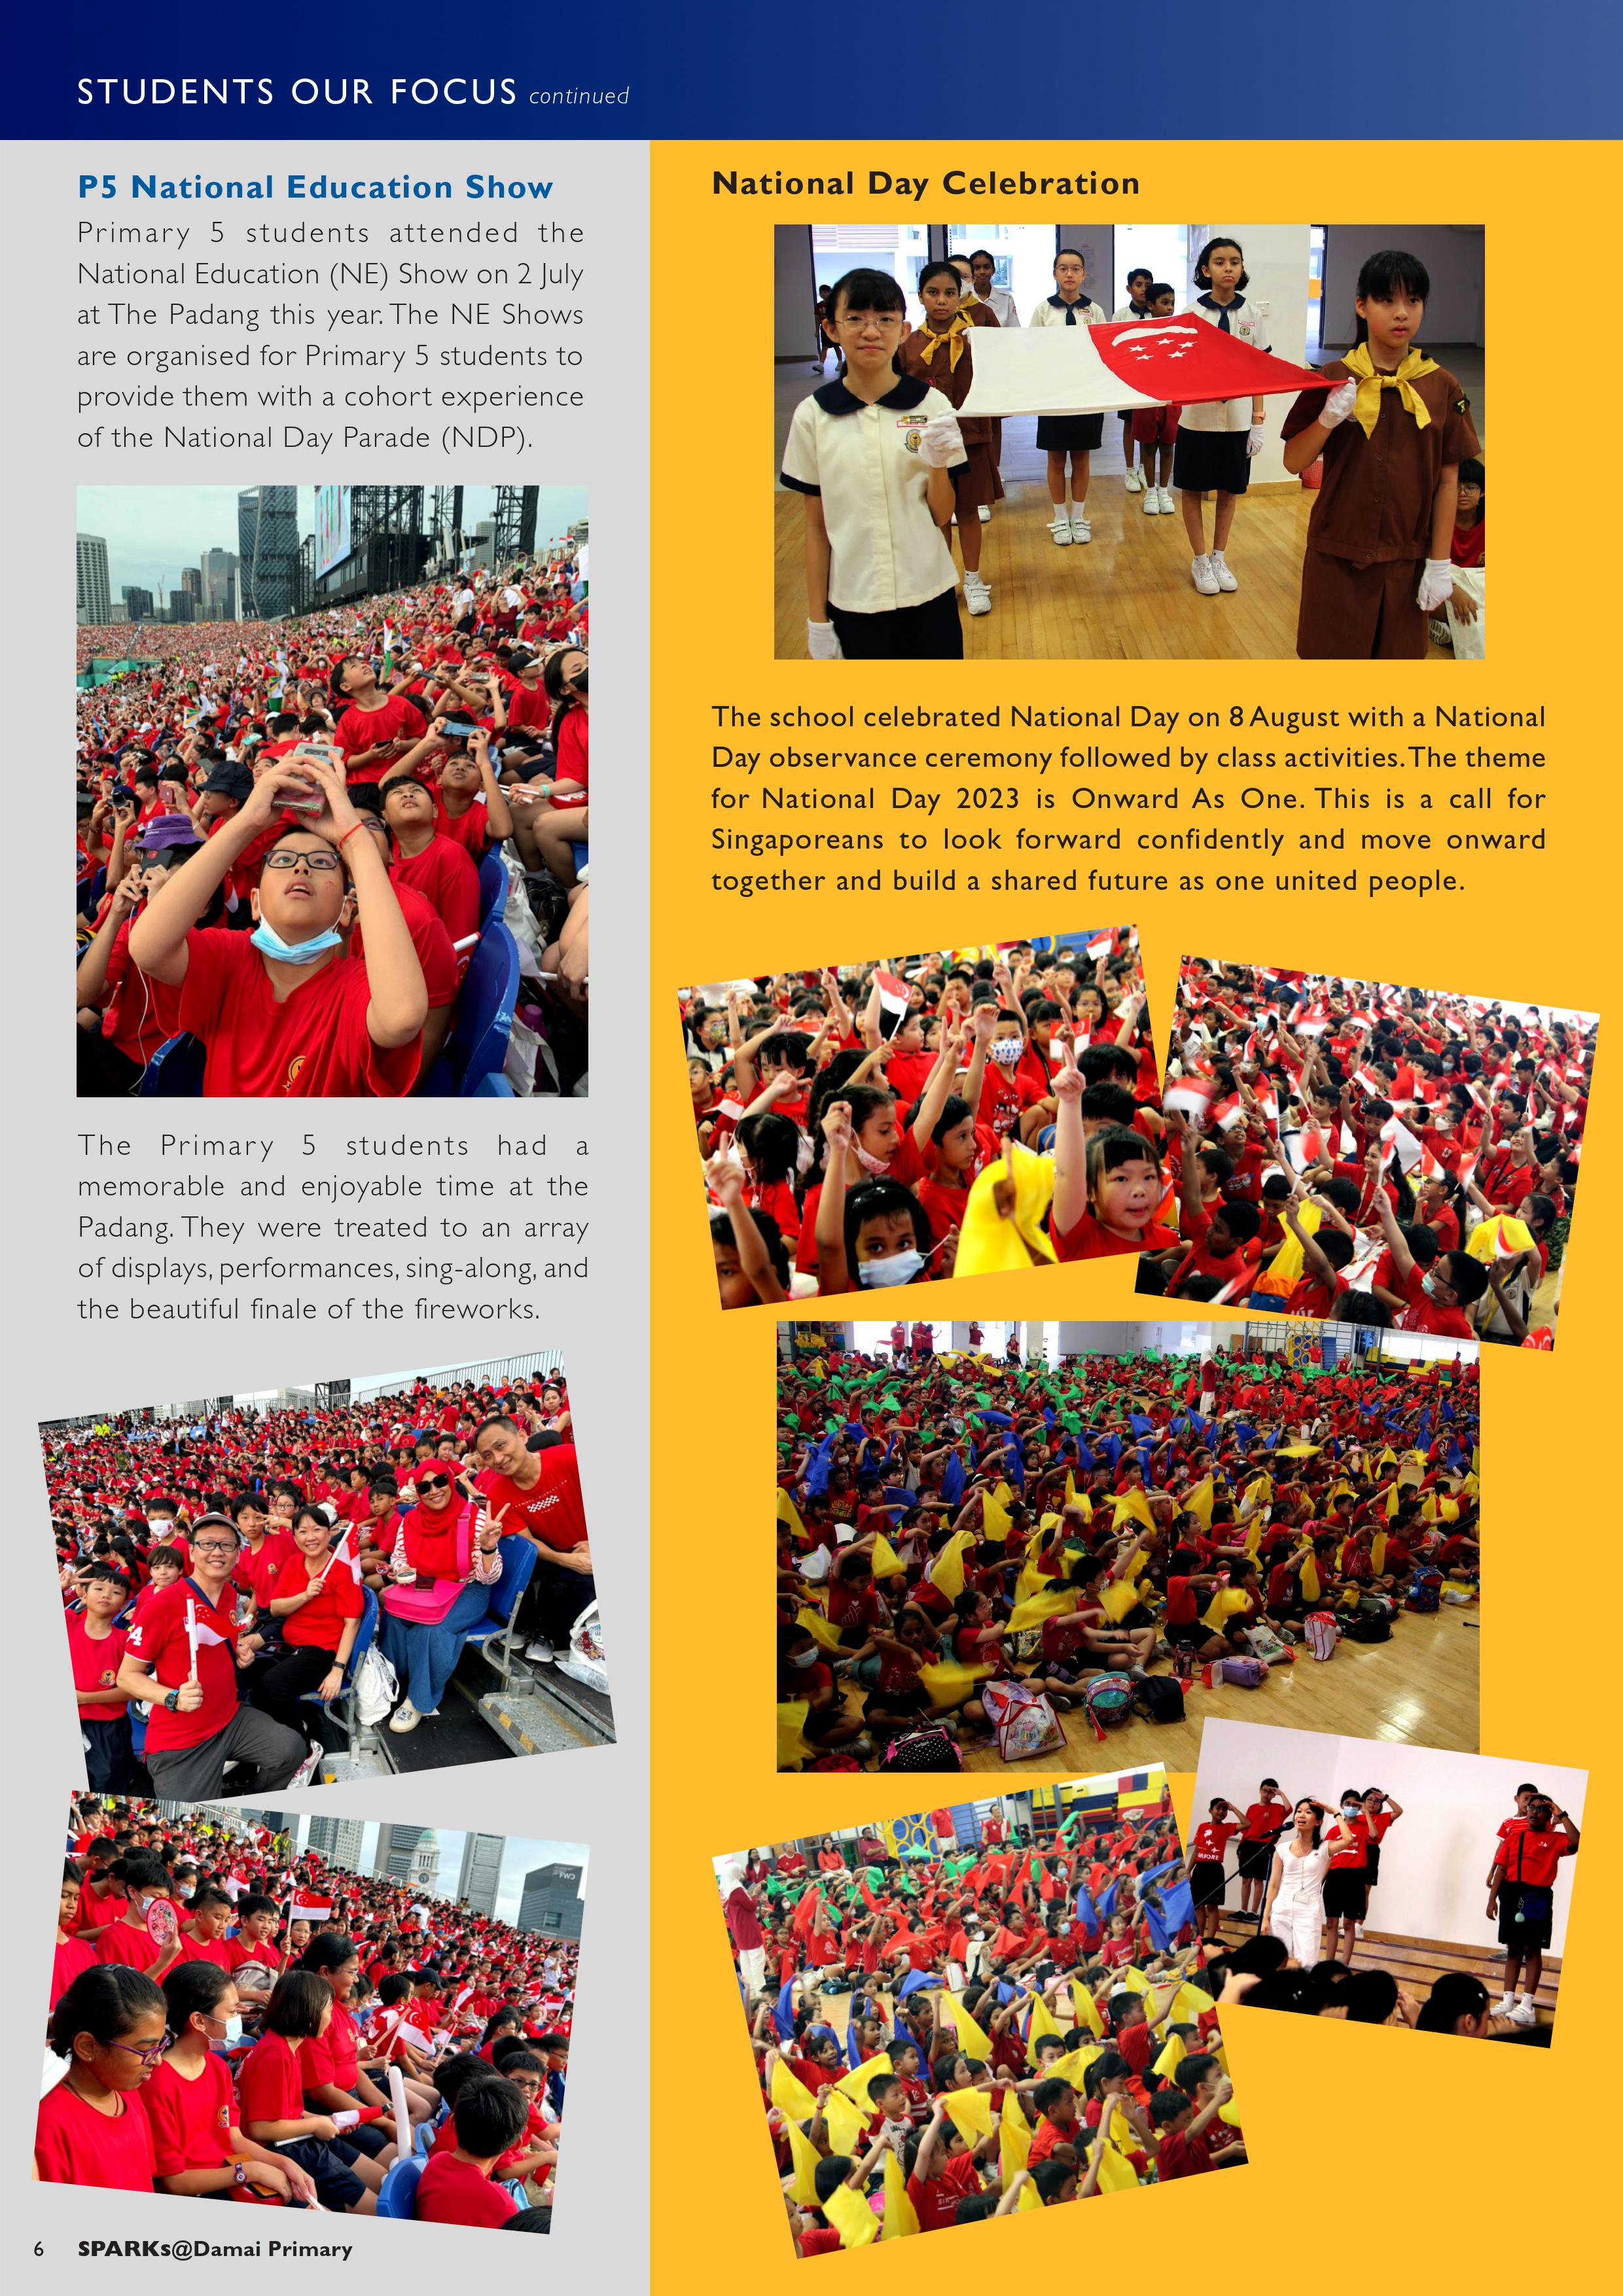 STUDENTS OUR FOCUS continued
P5 National Education Show
Primary 5 students attended the
National Education (NE) Show on 2 July
at The Padang this year. The NE Shows
are organised for Primary 5 students to
provide them with a cohort experience
of the National Day Parade (NDP).
The Primary 5 students had a
memorable and enjoyable time at the
Padang. They were treated to an array
of displays, performances, sing-along, and
the beautiful finale of the fireworks.
National Day Celebration
The school celebrated National Day on 8 August with a National
Day observance ceremony followed by class activities. The theme
for National Day 2023 is Onward As One. This is a call for
Singaporeans to look forward confidently and move onward
together and build a shared future as one united people.
6 SPARKs@Damai Primary